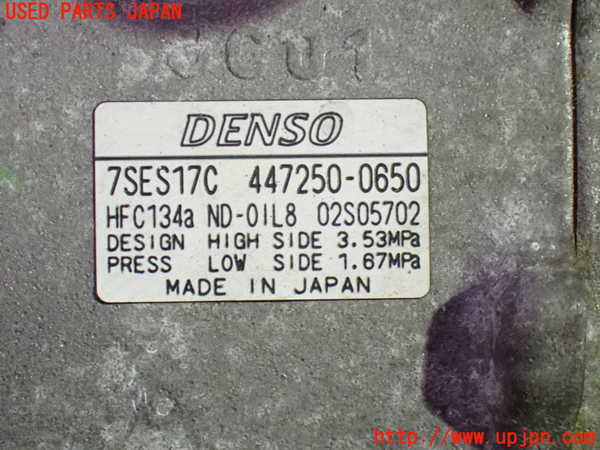 USED PARTS JAPAN
CC01
DENSO
7SES17C 447250-0650
HFC134a ND-OIL8 02S05702
DESIGN HIGH SIDE 3.53MPa
PRESS LOW SIDE 1.67MPa
MADE IN JAPAN
http://www.upjpn.com/